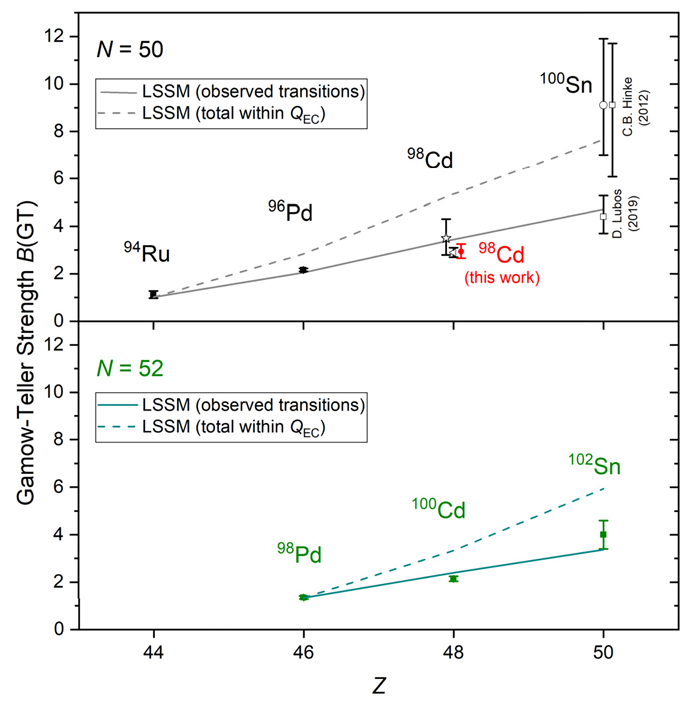 Gamow-Teller Strength B(GT)
12
10
8
6
4
2
0
N = 50
LSSM (observed transitions)
LSSM (total within Q_EC)
⁹⁴Ru
⁹⁶Pd
⁹⁸Cd
¹⁰⁰Sn
C.B. Hinke
(2012)
D. Lubos
(2019)
⁹⁸Cd
(this work)
12
10
8
6
4
2
0
N = 52
LSSM (observed transitions)
LSSM (total within Q_EC)
⁹⁸Pd
¹⁰⁰Cd
¹⁰²Sn
44
46
48
50
Z